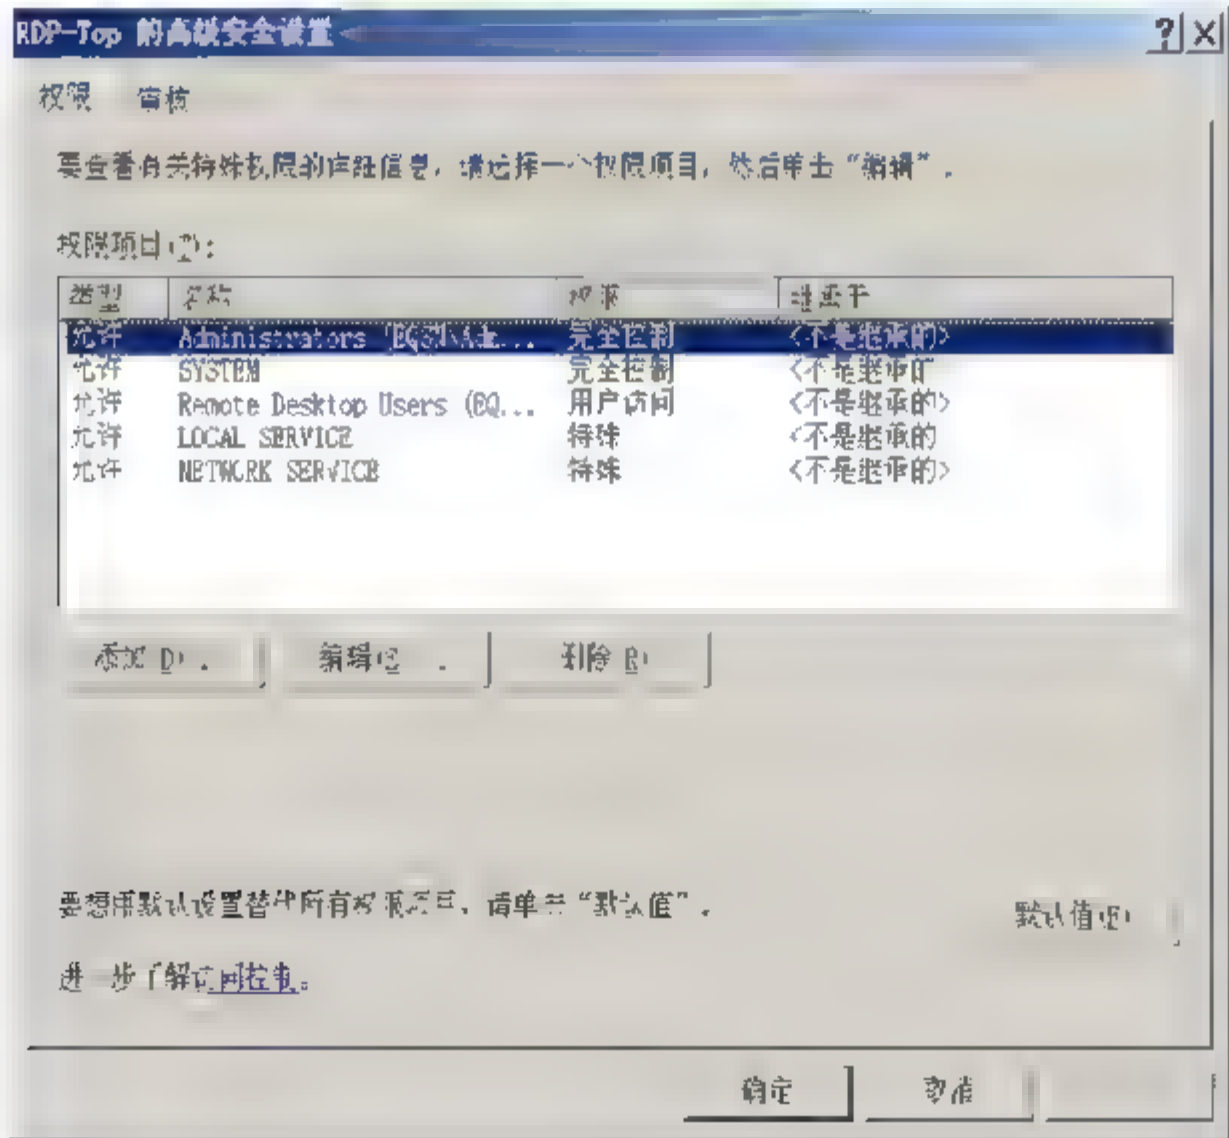 RDP-Top 的高级安全设置
权限 审核
要查看有关特殊权限的详细信息，请选择一个权限项目，然后单击“编辑”。
权限项目(T):
类型 名称 权限 继承于
允许 Administrators (EQSN\Adm... 完全控制 <不是继承的>
允许 SYSTEM 完全控制 <不是继承的
允许 Remote Desktop Users (EQ... 用户访问 <不是继承的>
允许 LOCAL SERVICE 特殊 <不是继承的
允许 NETWORK SERVICE 特殊 <不是继承的>
添加(D)... 编辑(E)... 删除(R)
要想用默认设置替代所有权限项目，请单击“默认值”。
默认值(F)
进一步了解访问控制。
确定 取消